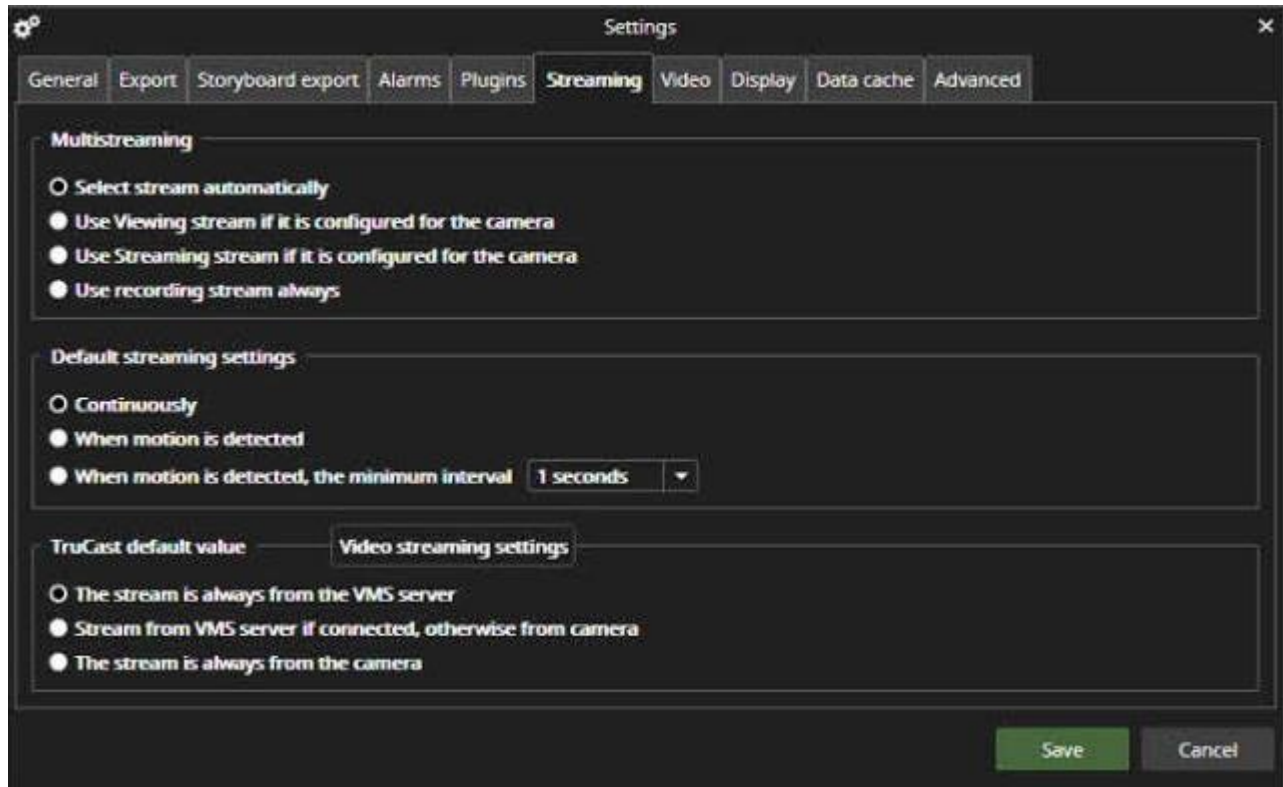 Settings
General Export Storyboard export Alarms Plugins Streaming Video Display Data cache Advanced
Multistreaming
Select stream automatically
Use Viewing stream if it is configured for the camera
Use Streaming stream if it is configured for the camera
Use recording stream always
Default streaming settings
Continuously
When motion is detected
When motion is detected, the minimum interval 1 seconds
TruCast default value Video streaming settings
The stream is always from the VMS server
Stream from VMS server if connected, otherwise from camera
The stream is always from the camera
Save Cancel